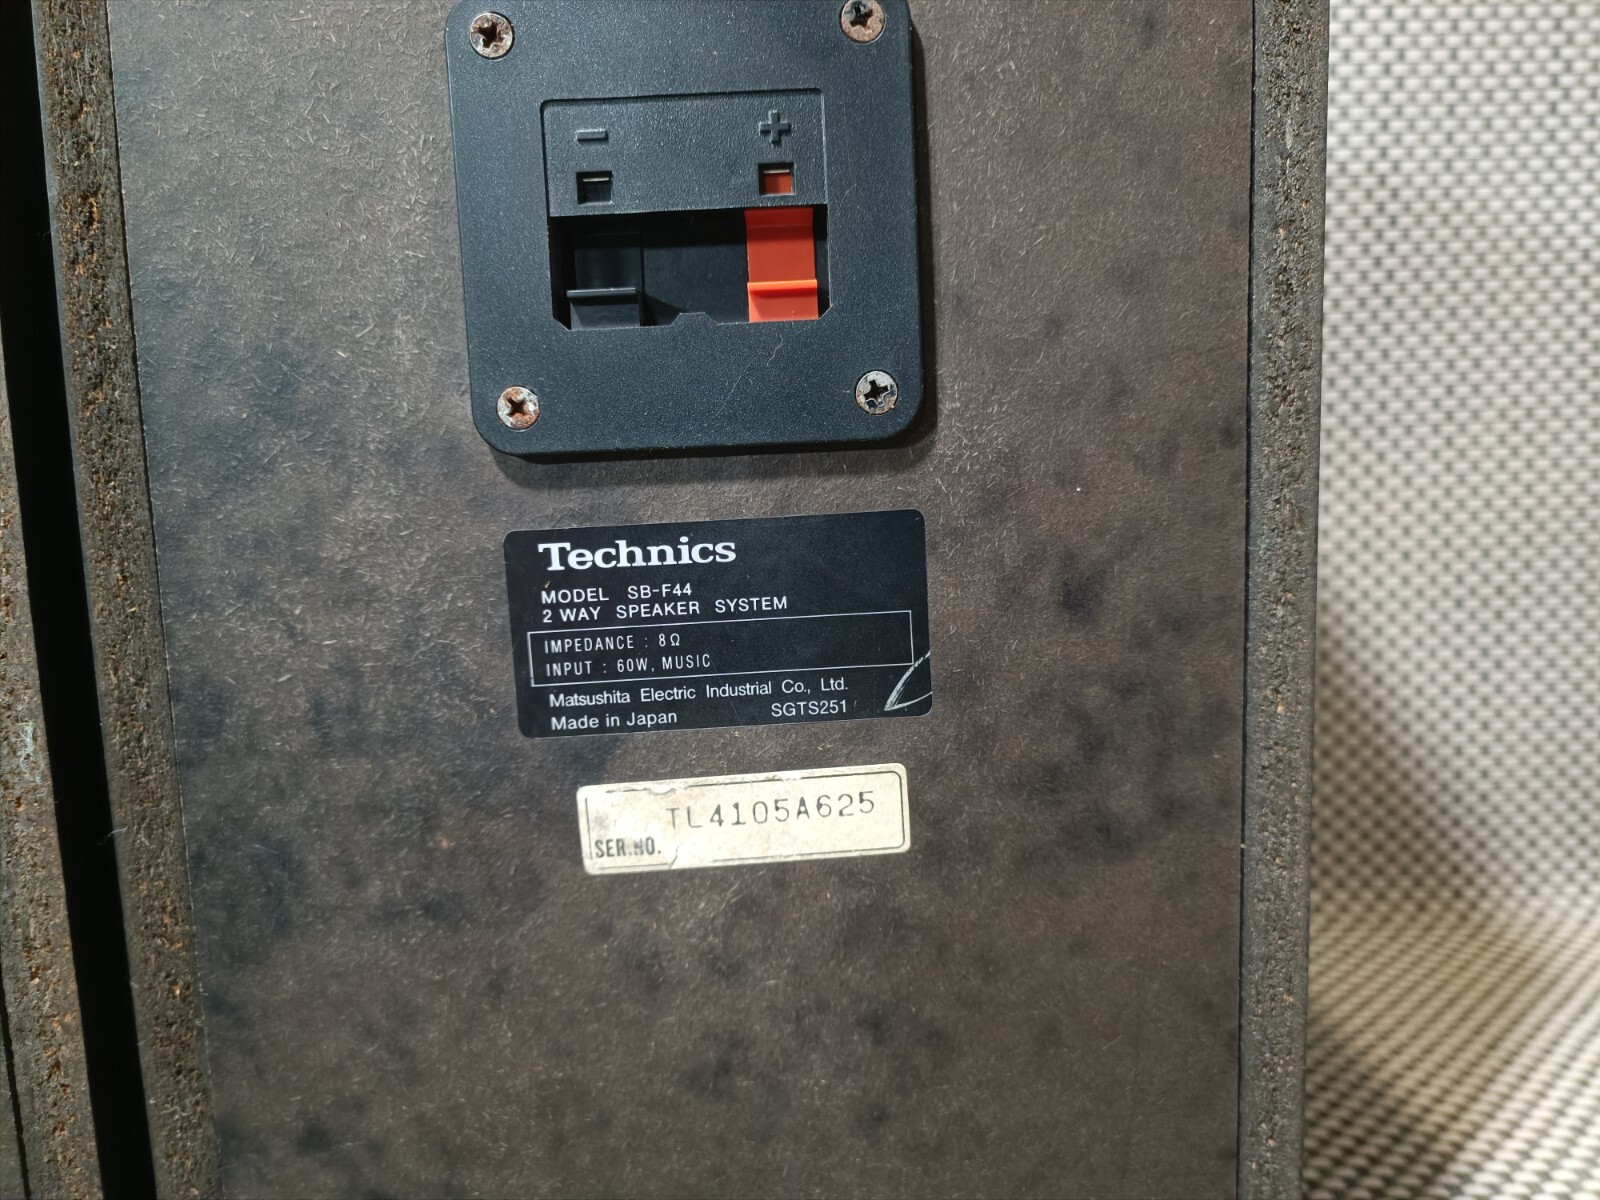 - +
Technics
MODEL SB-F44
2 WAY SPEAKER SYSTEM
IMPEDANCE : 8Ω
INPUT : 60W, MUSIC
Matsushita Electric Industrial Co., Ltd.
Made in Japan SGTS251
TL4105A625
SER.NO.